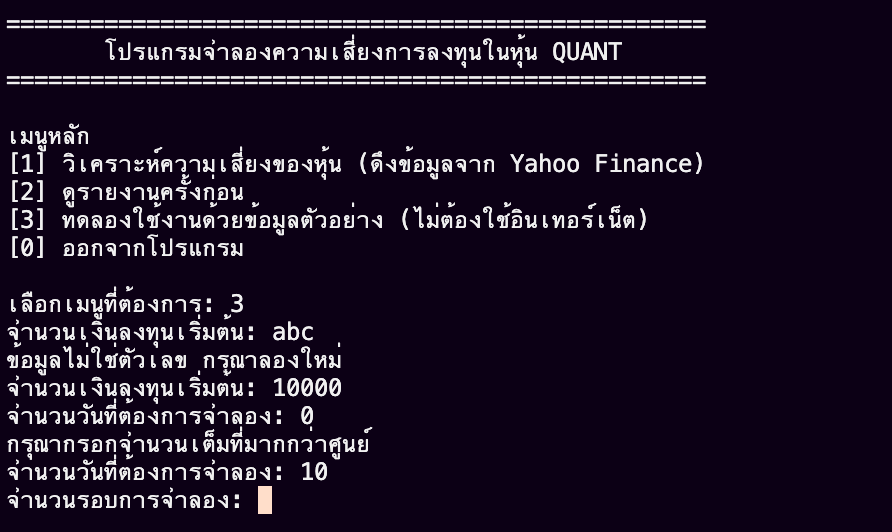 ==================================================
โปรแกรมจำลองความเสี่ยงการลงทุนในหุ้น QUANT
==================================================
เมนูหลัก
[1] วิเคราะห์ความเสี่ยงของหุ้น (ดึงข้อมูลจาก Yahoo Finance)
[2] ดูรายงานครั้งก่อน
[3] ทดลองใช้งานด้วยข้อมูลตัวอย่าง (ไม่ต้องใช้อินเทอร์เน็ต)
[0] ออกจากโปรแกรม
เลือกเมนูที่ต้องการ: 3
จำนวนเงินลงทุนเริ่มต้น: abc
ข้อมูลไม่ใช่ตัวเลข กรุณาลองใหม่
จำนวนเงินลงทุนเริ่มต้น: 10000
จำนวนวันที่ต้องการจำลอง: 0
กรุณากรอกจำนวนเต็มที่มากกว่าศูนย์
จำนวนวันที่ต้องการจำลอง: 10
จำนวนรอบการจำลอง: